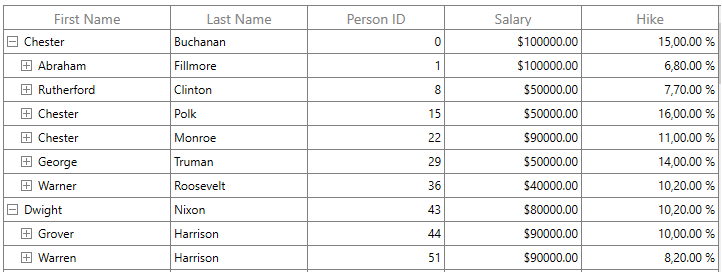 First Name Last Name Person ID Salary Hike
Chester Buchanan 0 $100000.00 15,00.00 %
Abraham Fillmore 1 $100000.00 6,80.00 %
Rutherford Clinton 8 $50000.00 7,70.00 %
Chester Polk 15 $50000.00 16,00.00 %
Chester Monroe 22 $90000.00 11,00.00 %
George Truman 29 $50000.00 14,00.00 %
Warner Roosevelt 36 $40000.00 10,20.00 %
Dwight Nixon 43 $80000.00 10,20.00 %
Grover Harrison 44 $90000.00 10,00.00 %
Warren Harrison 51 $90000.00 8,20.00 %